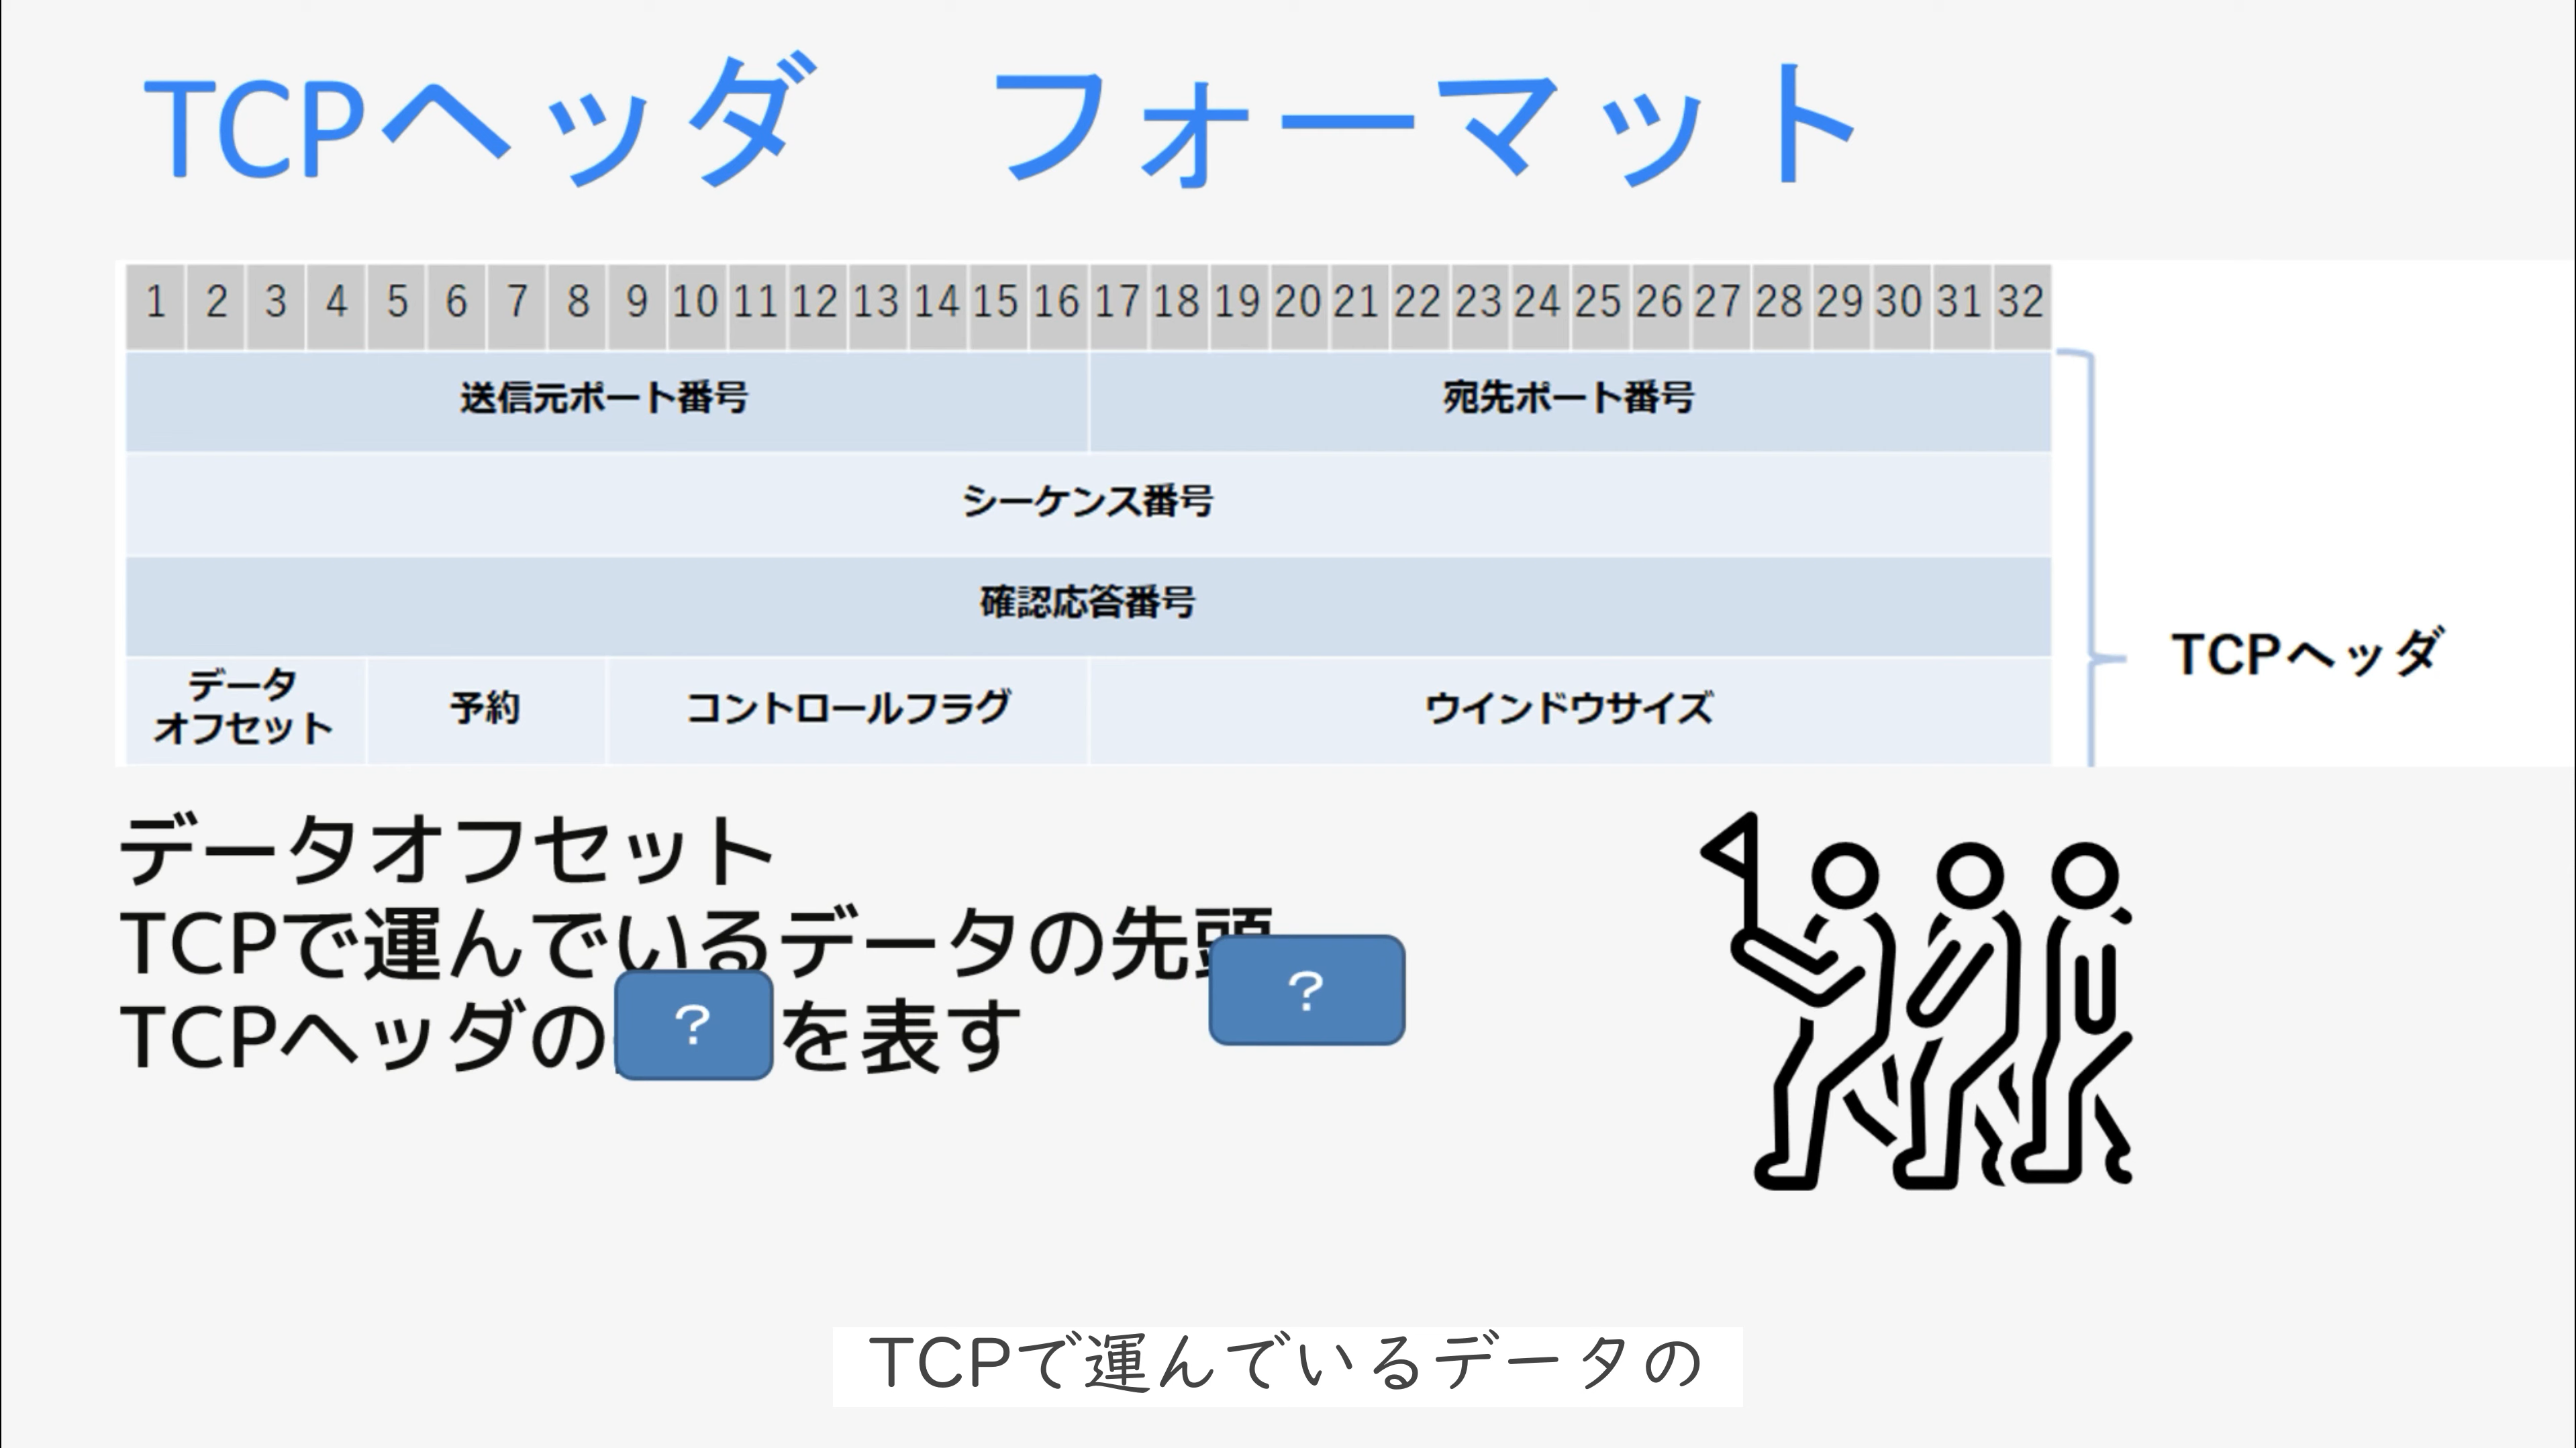 TCPヘッダ　フォーマット
1 2 3 4 5 6 7 8 9 10 11 12 13 14 15 16 17 18 19 20 21 22 23 24 25 26 27 28 29 30 31 32
送信元ポート番号 宛先ポート番号
シーケンス番号
確認応答番号
TCPヘッダ
データ
オフセット
予約 コントロールフラグ ウインドウサイズ
データオフセット
TCPで運んでいるデータの先頭
?
TCPヘッダの ? を表す
TCPで運んでいるデータの